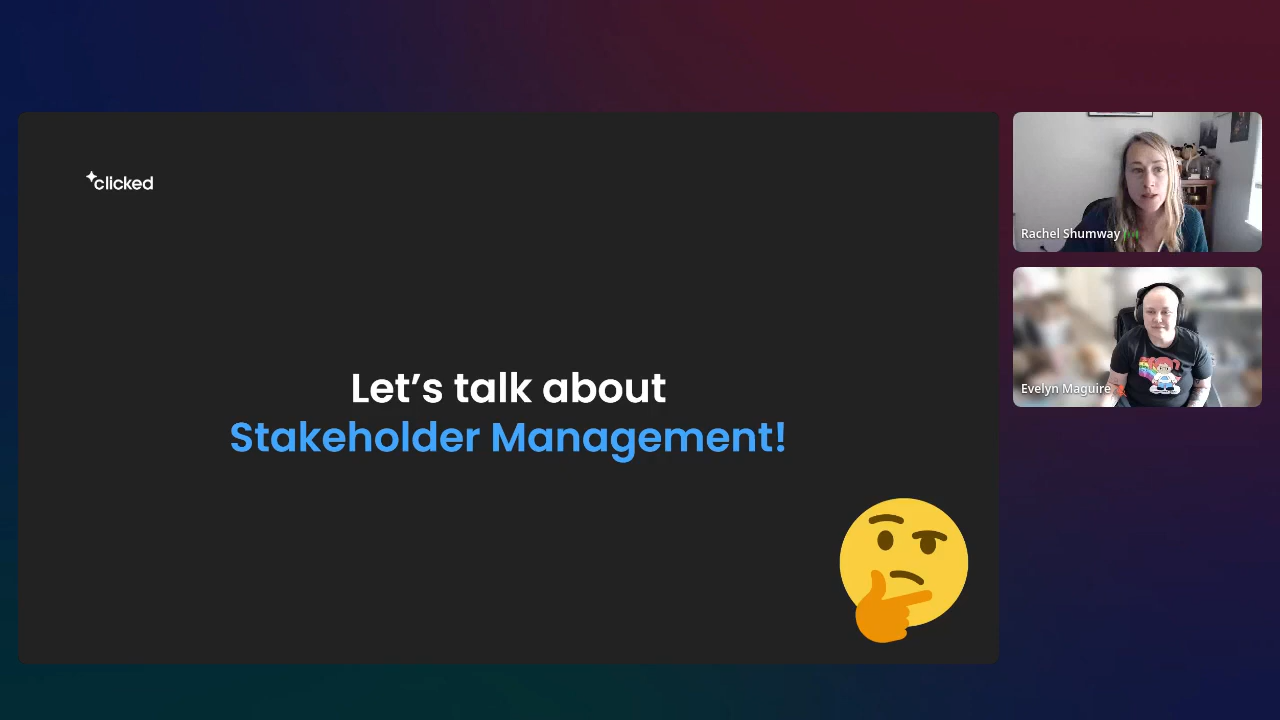 clicked
Let's talk about
Stakeholder Management!
Rachel Shumway
Evelyn Maguire